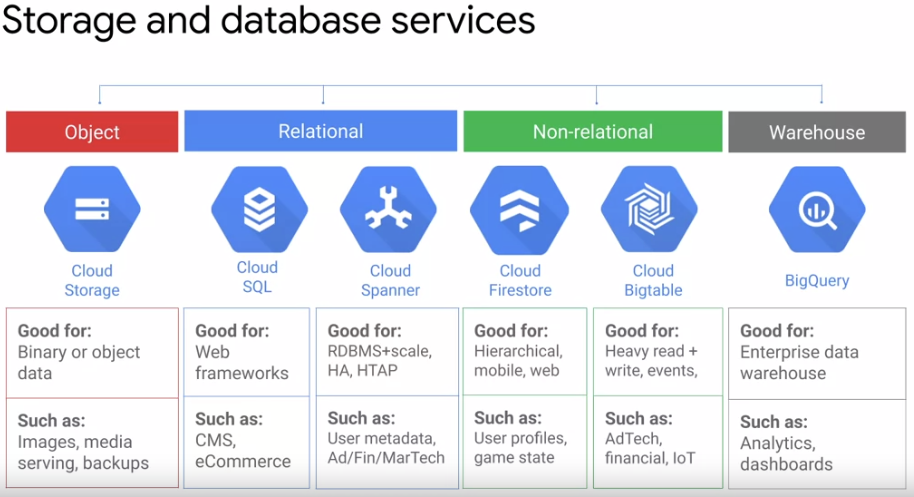 Storage and database services
Object
Relational
Non-relational
Warehouse
Cloud
Storage
Cloud
SQL
Cloud
Spanner
Cloud
Firestore
Cloud
Bigtable
BigQuery
Good for:
Binary or object
data
Good for:
Web
frameworks
Good for:
RDBMS+scale,
HA, HTAP
Good for:
Hierarchical,
mobile, web
Good for:
Heavy read +
write, events,
Good for:
Enterprise data
warehouse
Such as:
Images, media
serving, backups
Such as:
CMS,
eCommerce
Such as:
User metadata,
Ad/Fin/MarTech
Such as:
User profiles,
game state
Such as:
AdTech,
financial, IoT
Such as:
Analytics,
dashboards